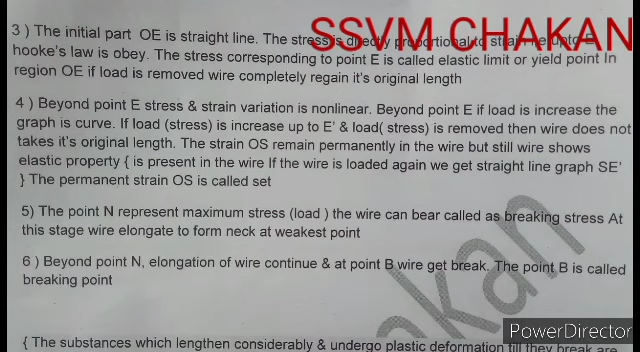 SSVM CHAKAN
3 ) The initial part OE is straight line. The stress is directly proportional to strain
hooke's law is obey. The stress corresponding to point E is called elastic limit or yield point In
region OE if load is removed wire completely regain it's original length
4 ) Beyond point E stress & strain variation is nonlinear. Beyond point E if load is increase the
graph is curve. If load (stress) is increase up to E' & load( stress) is removed then wire does not
takes it's original length. The strain OS remain permanently in the wire but still wire shows
elastic property { is present in the wire If the wire is loaded again we get straight line graph SE'
} The permanent strain OS is called set
5) The point N represent maximum stress (load ) the wire can bear called as breaking stress At
this stage wire elongate to form neck at weakest point
6 ) Beyond point N, elongation of wire continue & at point B wire get break. The point B is called
breaking point
{ The substances which lengthen considerably & undergo plastic deformation till they break are
akan
PowerDirector